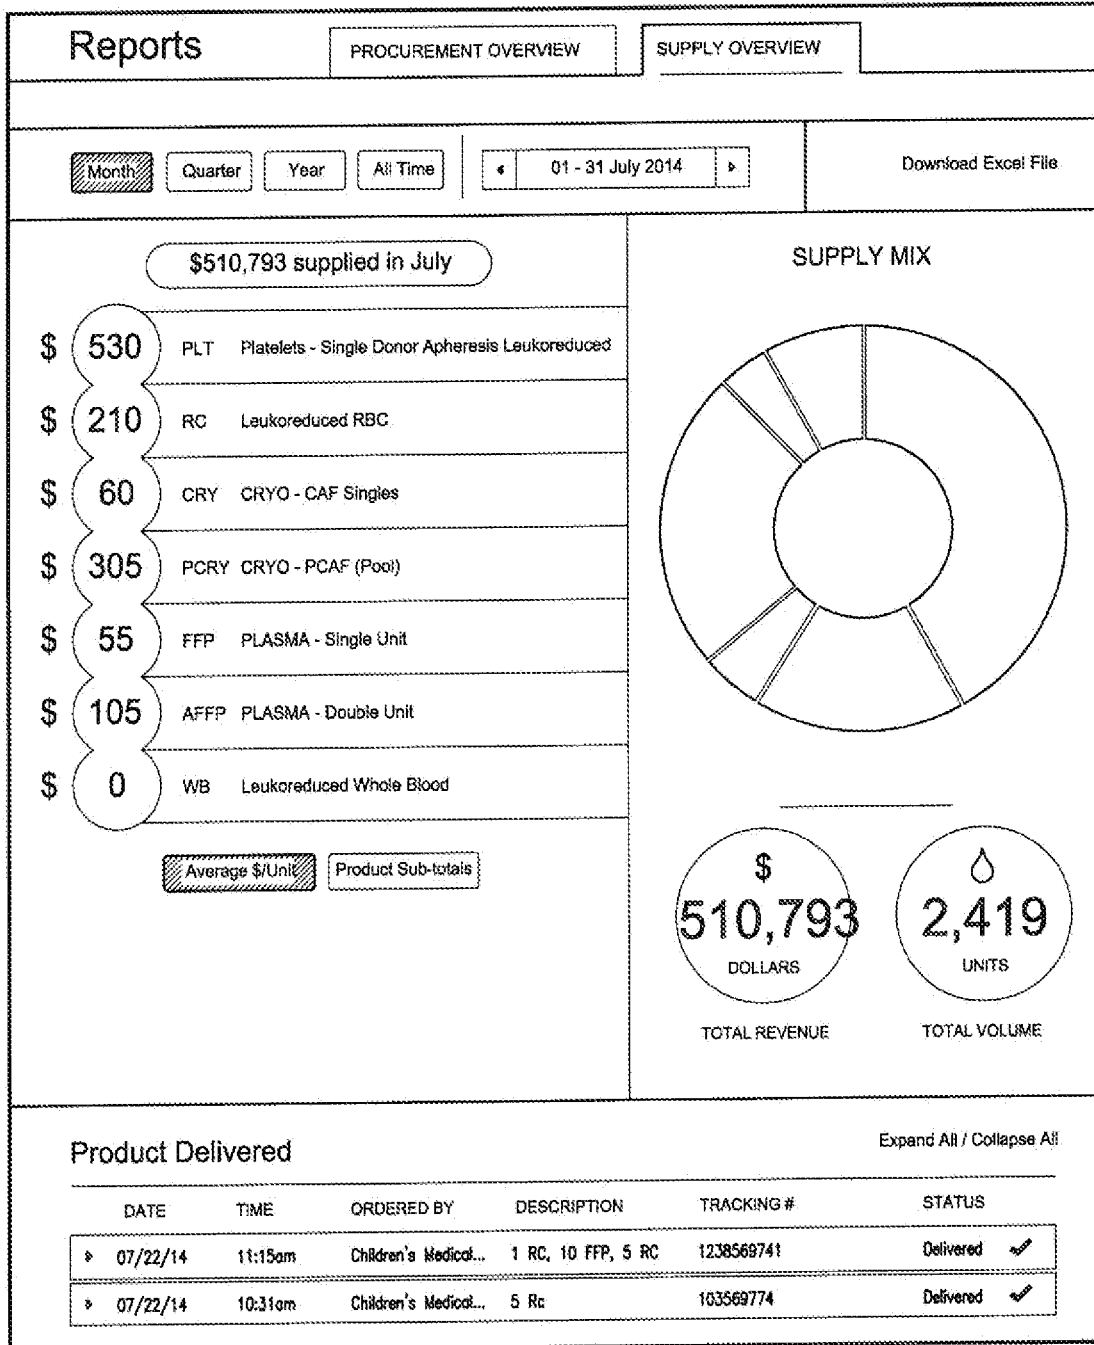 Reports
PROCUREMENT OVERVIEW
SUPPLY OVERVIEW
Month
Quarter
Year
All Time
01 - 31 July 2014
Download Excel File
$510,793 supplied in July
$ 530 PLT Platelets - Single Donor Apheresis Leukoreduced
$ 210 RC Leukoreduced RBC
$ 60 CRY CRYO - CAF Singles
$ 305 PCRY CRYO - PCAF (Pool)
$ 55 FFP PLASMA - Single Unit
$ 105 AFFP PLASMA - Double Unit
$ 0 WB Leukoreduced Whole Blood
Average $/Unit
Product Sub-totals
SUPPLY MIX
$
510,793
DOLLARS
TOTAL REVENUE
2,419
UNITS
TOTAL VOLUME
Product Delivered
Expand All / Collapse All
DATE TIME ORDERED BY DESCRIPTION TRACKING # STATUS
07/22/14 11:15am Children's Medical... 1 RC, 10 FFP, 5 RC 1238569741 Delivered
07/22/14 10:31am Children's Medical... 5 Rc 103569774 Delivered